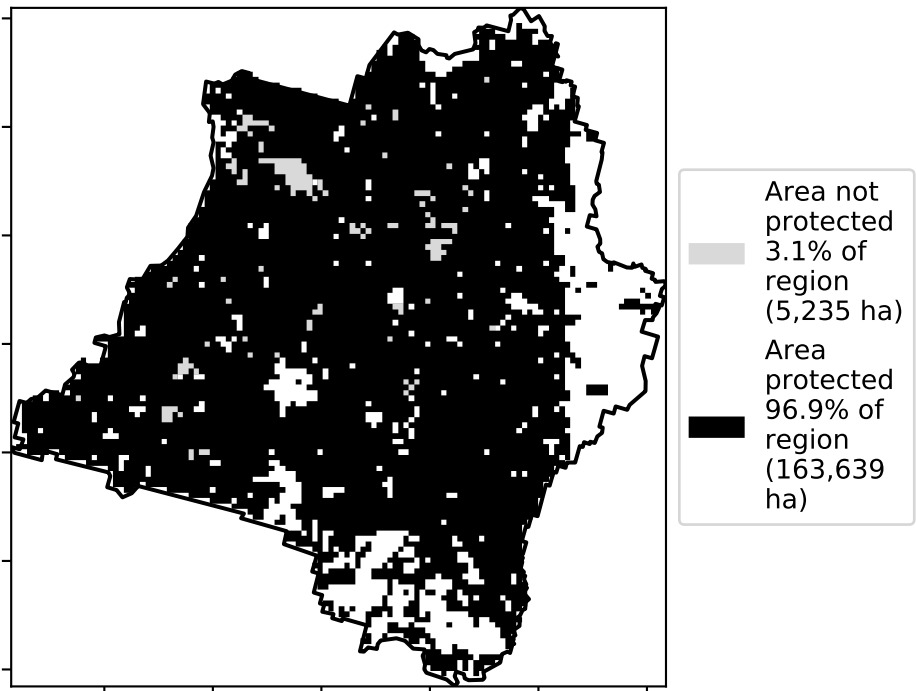 Area not
protected
3.1% of
region
(5,235 ha)
Area
protected
96.9% of
region
(163,639
ha)